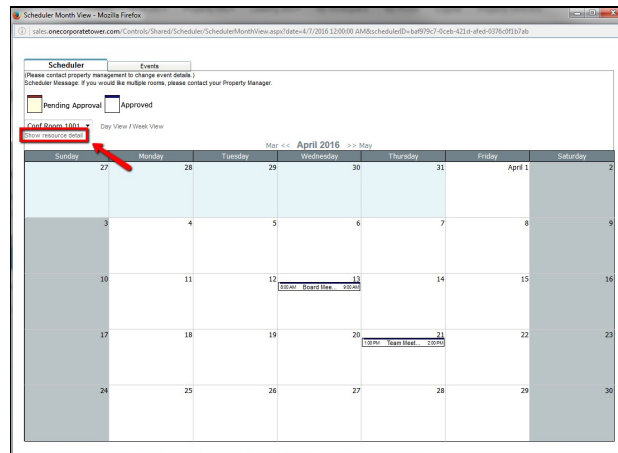 Scheduler Month View - Mozilla Firefox
sales.onecorporatetower.com/Controls/Shared/Scheduler/SchedulerMonthView.aspx?date=4/7/2016 12:00:00 AM&schedulerID=baf979c7-0ceb-421d-afed-0376c0f1b7ab
Scheduler Events
(Please contact property management to change event details.)
Scheduler Message: If you would like multiple rooms, please contact your Property Manager.
Pending Approval Approved
Conf Room 1001 Day View / Week View
Show resource detail
Mar << April 2016 >> May
Sunday Monday Tuesday Wednesday Thursday Friday Saturday
27 28 29 30 31 April 1 2
3 4 5 6 7 8 9
10 11 12 13 14 15 16
8:00 AM Board Mee... 9:00 AM
17 18 19 20 21 22 23
1:00 PM Team Meet... 2:00 PM
24 25 26 27 28 29 30